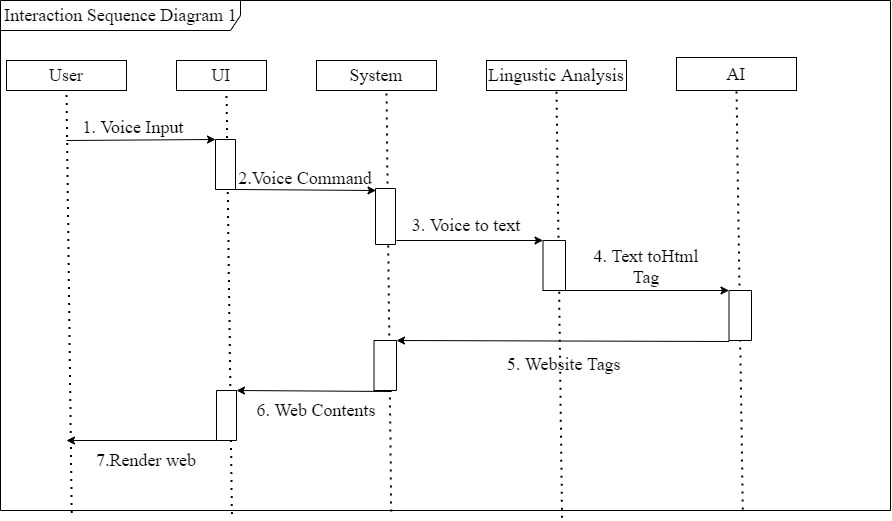 Interaction Sequence Diagram 1
User
UI
System
Lingustic Analysis
AI
1. Voice Input
2.Voice Command
3. Voice to text
4. Text toHtml
Tag
5. Website Tags
6. Web Contents
7.Render web